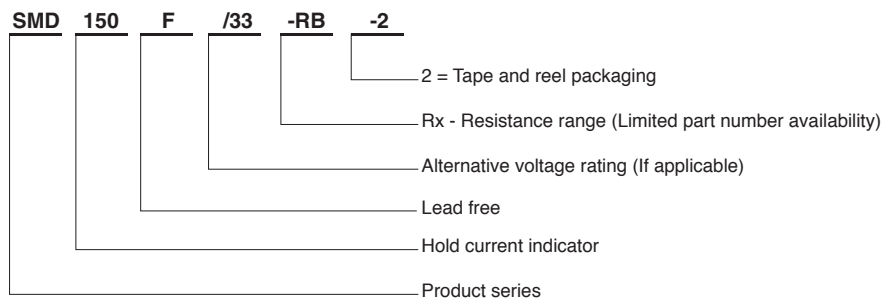 SMD 150 F /33 -RB -2
2 = Tape and reel packaging
Rx - Resistance range (Limited part number availability)
Alternative voltage rating (If applicable)
Lead free
Hold current indicator
Product series